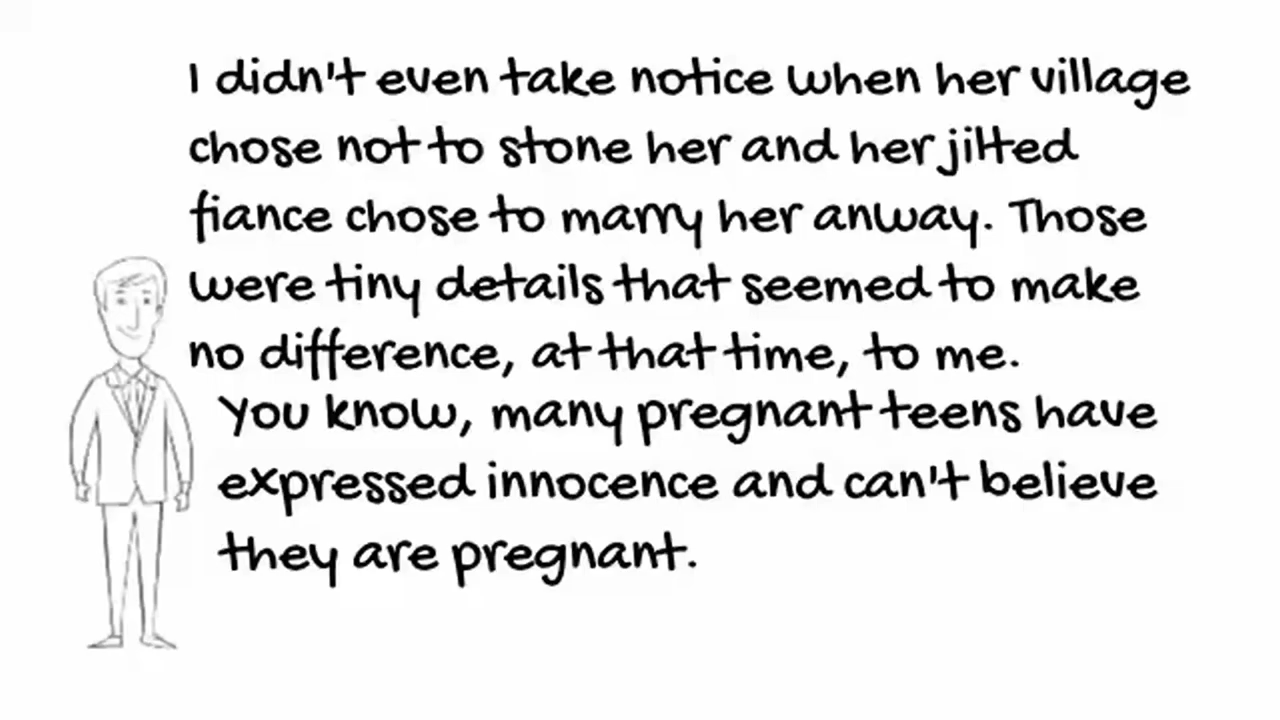 I didn't even take notice when her village
chose not to stone her and her jilted
fiance chose to marry her anway. Those
were tiny details that seemed to make
no difference, at that time, to me.
You know, many pregnant teens have
expressed innocence and can't believe
they are pregnant.